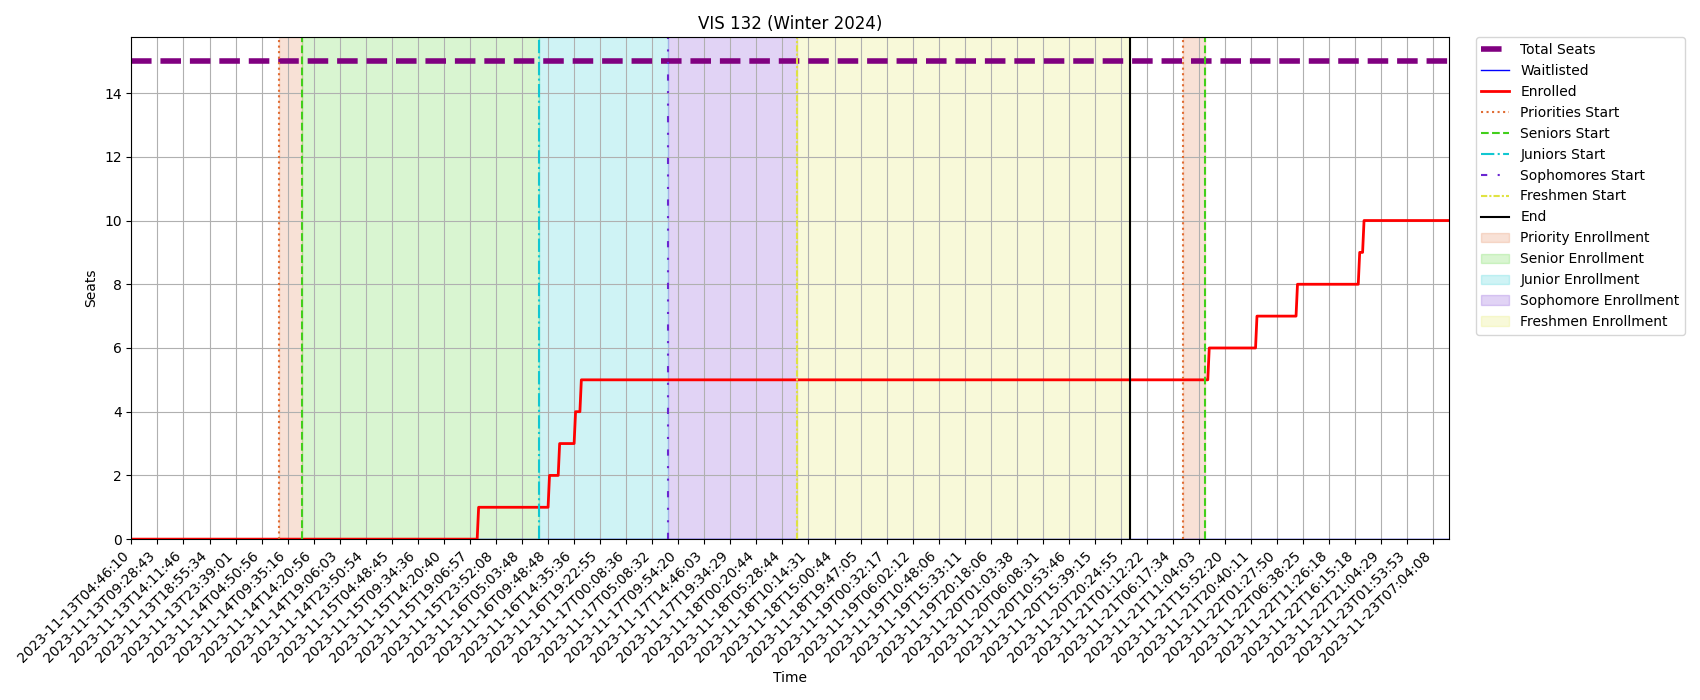 VIS 132 (Winter 2024)
Seats
14
12
10
8
6
4
2
0
2023-11-13T04:46:10
2023-11-13T09:28:43
2023-11-13T14:11:46
2023-11-13T18:55:34
2023-11-13T23:39:01
2023-11-14T04:50:56
2023-11-14T09:35:16
2023-11-14T14:20:56
2023-11-14T19:06:03
2023-11-14T23:50:54
2023-11-15T04:48:45
2023-11-15T09:34:36
2023-11-15T14:20:40
2023-11-15T19:06:57
2023-11-15T23:52:08
2023-11-16T05:03:48
2023-11-16T09:48:48
2023-11-16T14:35:36
2023-11-16T19:22:55
2023-11-17T00:08:36
2023-11-17T05:08:32
2023-11-17T09:54:20
2023-11-17T14:46:03
2023-11-17T19:34:29
2023-11-18T00:20:44
2023-11-18T05:28:44
2023-11-18T10:14:31
2023-11-18T15:00:44
2023-11-18T19:47:05
2023-11-19T00:32:17
2023-11-19T06:02:12
2023-11-19T10:48:06
2023-11-19T15:33:11
2023-11-19T20:18:06
2023-11-20T01:03:38
2023-11-20T06:08:31
2023-11-20T10:53:46
2023-11-20T15:39:15
2023-11-20T20:24:55
2023-11-21T01:12:22
2023-11-21T06:17:34
2023-11-21T11:04:03
2023-11-21T15:52:20
2023-11-21T20:40:11
2023-11-22T01:27:50
2023-11-22T06:38:25
2023-11-22T11:26:18
2023-11-22T16:15:18
2023-11-22T21:04:29
2023-11-23T01:53:53
2023-11-23T07:04:08
Time
Total Seats
Waitlisted
Enrolled
Priorities Start
Seniors Start
Juniors Start
Sophomores Start
Freshmen Start
End
Priority Enrollment
Senior Enrollment
Junior Enrollment
Sophomore Enrollment
Freshmen Enrollment